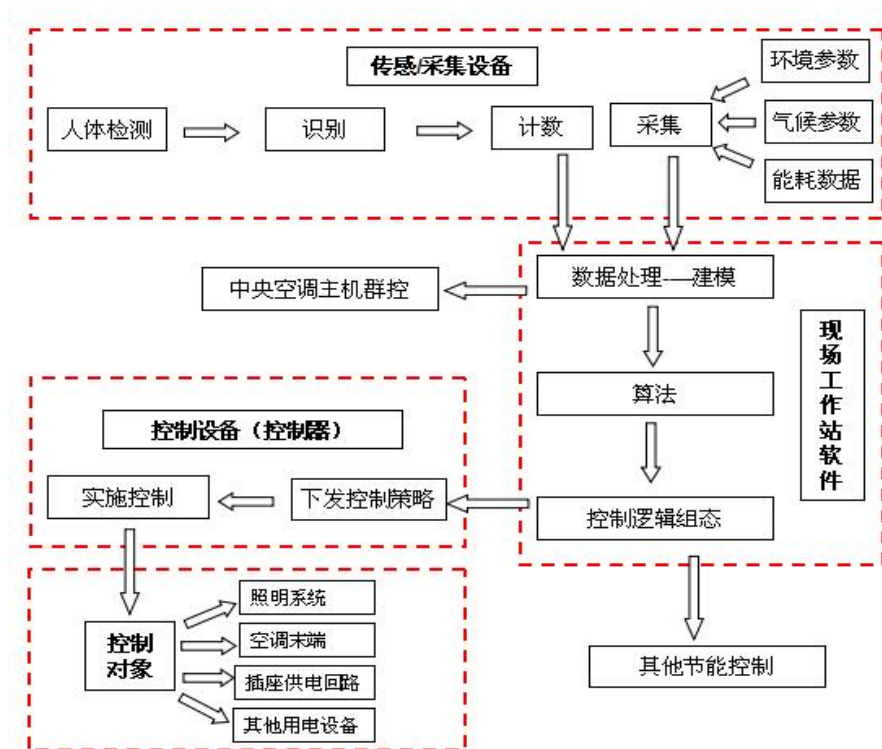 传感/采集设备
环境参数
人体检测
识别
计数
采集
气候参数
能耗数据
中央空调主机群控
数据处理----建模
现场工作站软件
算法
控制设备（控制器）
实施控制
下发控制策略
控制逻辑组态
照明系统
控制
对象
空调末端
插座供电回路
其他用电设备
其他节能控制